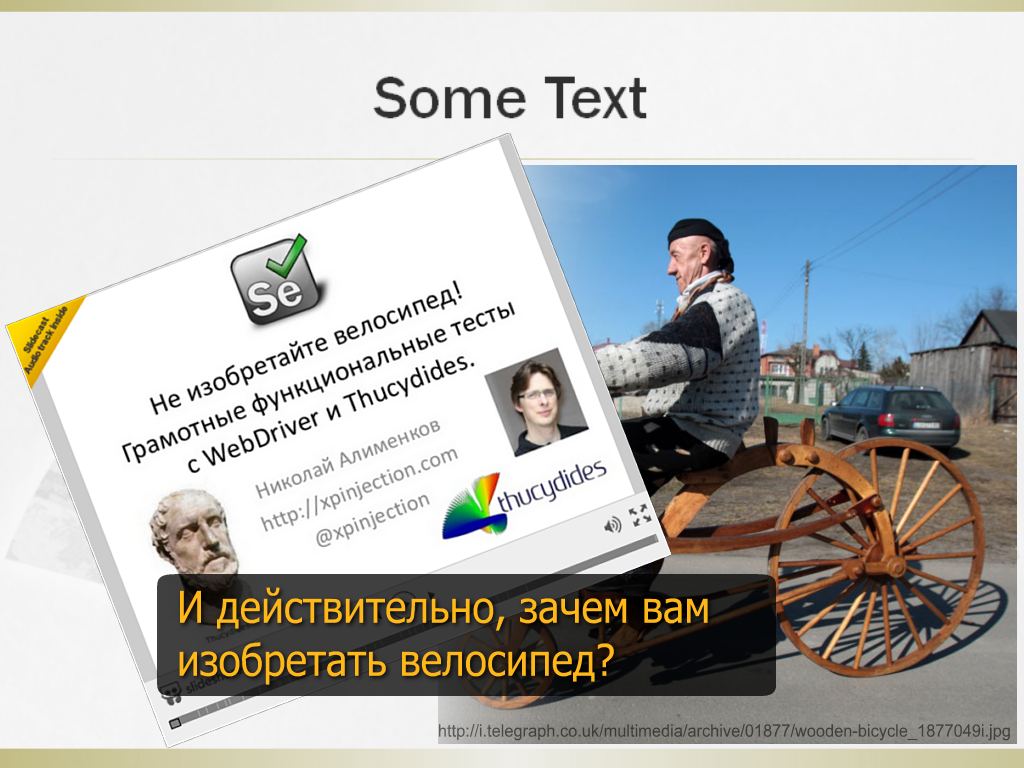 Some Text
Slidecast
Audio track inside
Se
Не изобретайте велосипед!
Грамотные функциональные тесты
с WebDriver и Thucydides.
Николай Алименков
http://xpinjection.com
@xpinjection
thucydides
И действительно, зачем вам
изобретать велосипед?
http://i.telegraph.co.uk/multimedia/archive/01877/wooden-bicycle_1877049i.jpg